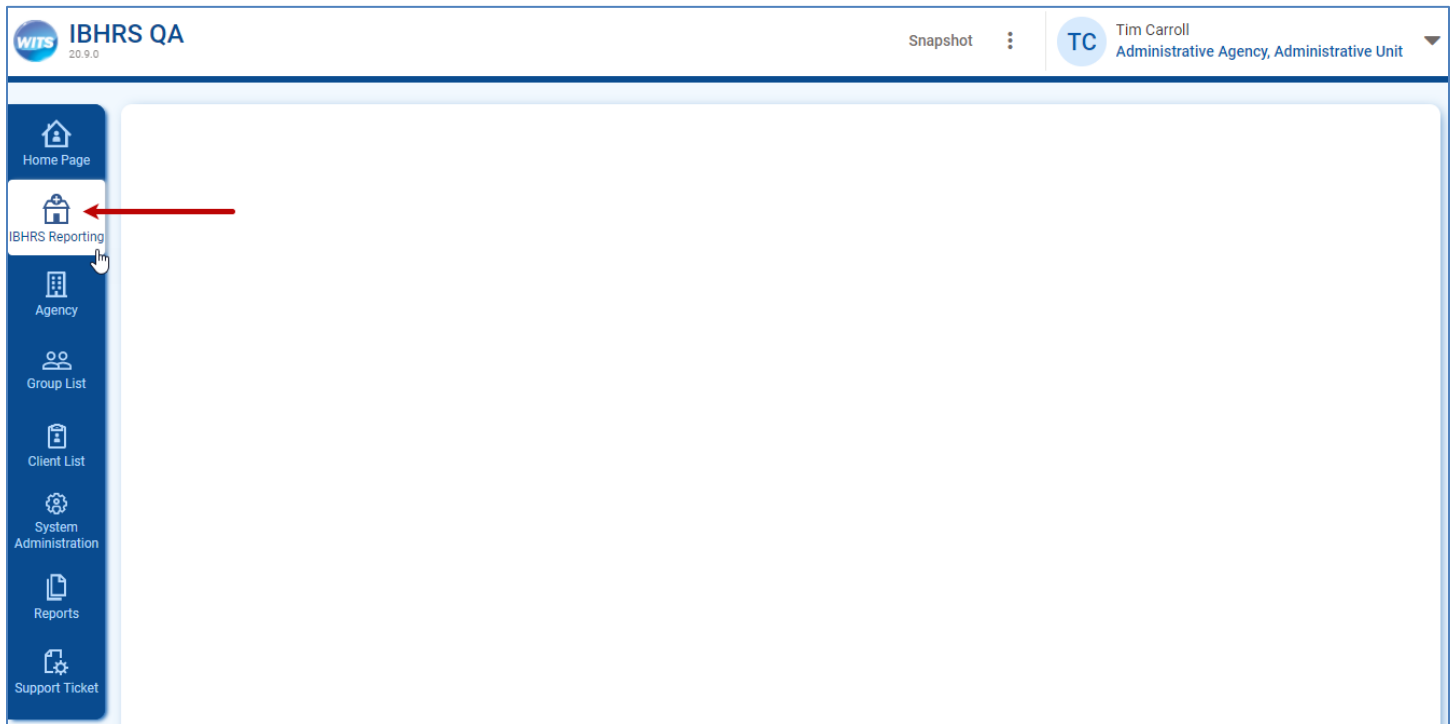 WITS
IBHRS QA
20.9.0
Snapshot
TC
Tim Carroll
Administrative Agency, Administrative Unit
Home Page
IBHRS Reporting
Agency
Group List
Client List
System
Administration
Reports
Support Ticket